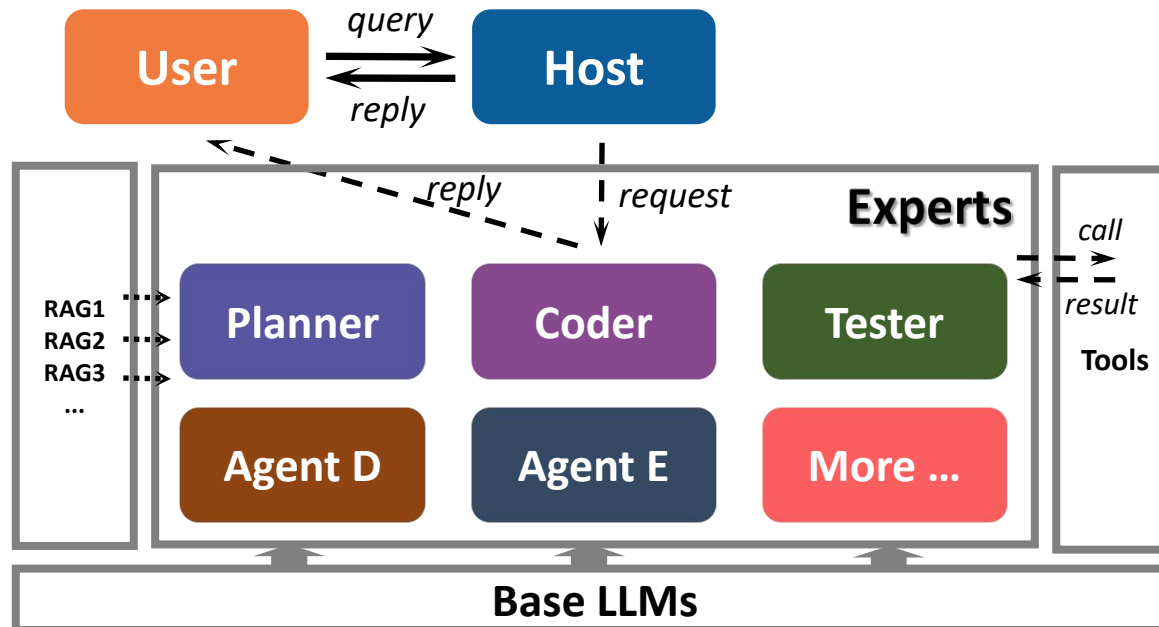 query
User
Host
reply
reply
request
Experts
call
result
Tools
RAG1
RAG2
RAG3
...
Planner
Coder
Tester
Agent D
Agent E
More ...
Base LLMs